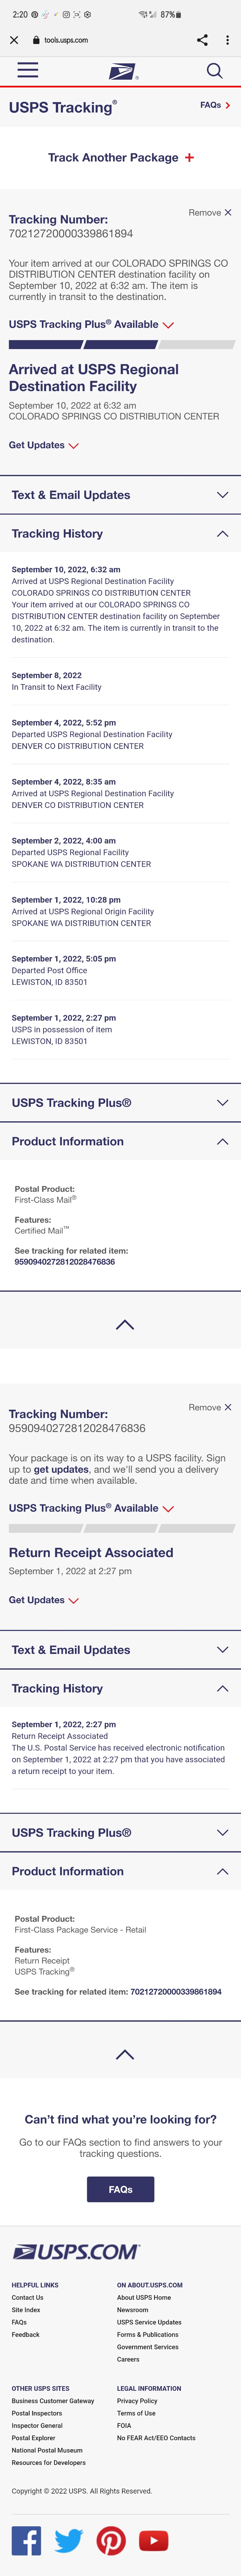 2:20
87%
tools.usps.com
USPS Tracking®
FAQs
Track Another Package +
Remove ✕
Tracking Number:
70212720000339861894
Your item arrived at our COLORADO SPRINGS CO
DISTRIBUTION CENTER destination facility on
September 10, 2022 at 6:32 am. The item is
currently in transit to the destination.
USPS Tracking Plus® Available
Arrived at USPS Regional
Destination Facility
September 10, 2022 at 6:32 am
COLORADO SPRINGS CO DISTRIBUTION CENTER
Get Updates
Text & Email Updates
Tracking History
September 10, 2022, 6:32 am
Arrived at USPS Regional Destination Facility
COLORADO SPRINGS CO DISTRIBUTION CENTER
Your item arrived at our COLORADO SPRINGS CO
DISTRIBUTION CENTER destination facility on September
10, 2022 at 6:32 am. The item is currently in transit to the
destination.
September 8, 2022
In Transit to Next Facility
September 4, 2022, 5:52 pm
Departed USPS Regional Destination Facility
DENVER CO DISTRIBUTION CENTER
September 4, 2022, 8:35 am
Arrived at USPS Regional Destination Facility
DENVER CO DISTRIBUTION CENTER
September 2, 2022, 4:00 am
Departed USPS Regional Facility
SPOKANE WA DISTRIBUTION CENTER
September 1, 2022, 10:28 pm
Arrived at USPS Regional Origin Facility
SPOKANE WA DISTRIBUTION CENTER
September 1, 2022, 5:05 pm
Departed Post Office
LEWISTON, ID 83501
September 1, 2022, 2:27 pm
USPS in possession of item
LEWISTON, ID 83501
USPS Tracking Plus®
Product Information
Postal Product:
First-Class Mail®
Features:
Certified Mail™
See tracking for related item:
9590940272812028476836
Remove ✕
Tracking Number:
9590940272812028476836
Your package is on its way to a USPS facility. Sign
up to get updates, and we'll send you a delivery
date and time when available.
USPS Tracking Plus® Available
Return Receipt Associated
September 1, 2022 at 2:27 pm
Get Updates
Text & Email Updates
Tracking History
September 1, 2022, 2:27 pm
Return Receipt Associated
The U.S. Postal Service has received electronic notification
on September 1, 2022 at 2:27 pm that you have associated
a return receipt to your item.
USPS Tracking Plus®
Product Information
Postal Product:
First-Class Package Service - Retail
Features:
Return Receipt
USPS Tracking®
See tracking for related item: 70212720000339861894
Can't find what you're looking for?
Go to our FAQs section to find answers to your
tracking questions.
FAQs
USPS.COM®
HELPFUL LINKS
Contact Us
Site Index
FAQs
Feedback
ON ABOUT.USPS.COM
About USPS Home
Newsroom
USPS Service Updates
Forms & Publications
Government Services
Careers
OTHER USPS SITES
Business Customer Gateway
Postal Inspectors
Inspector General
Postal Explorer
National Postal Museum
Resources for Developers
LEGAL INFORMATION
Privacy Policy
Terms of Use
FOIA
No FEAR Act/EEO Contacts
Copyright © 2022 USPS. All Rights Reserved.